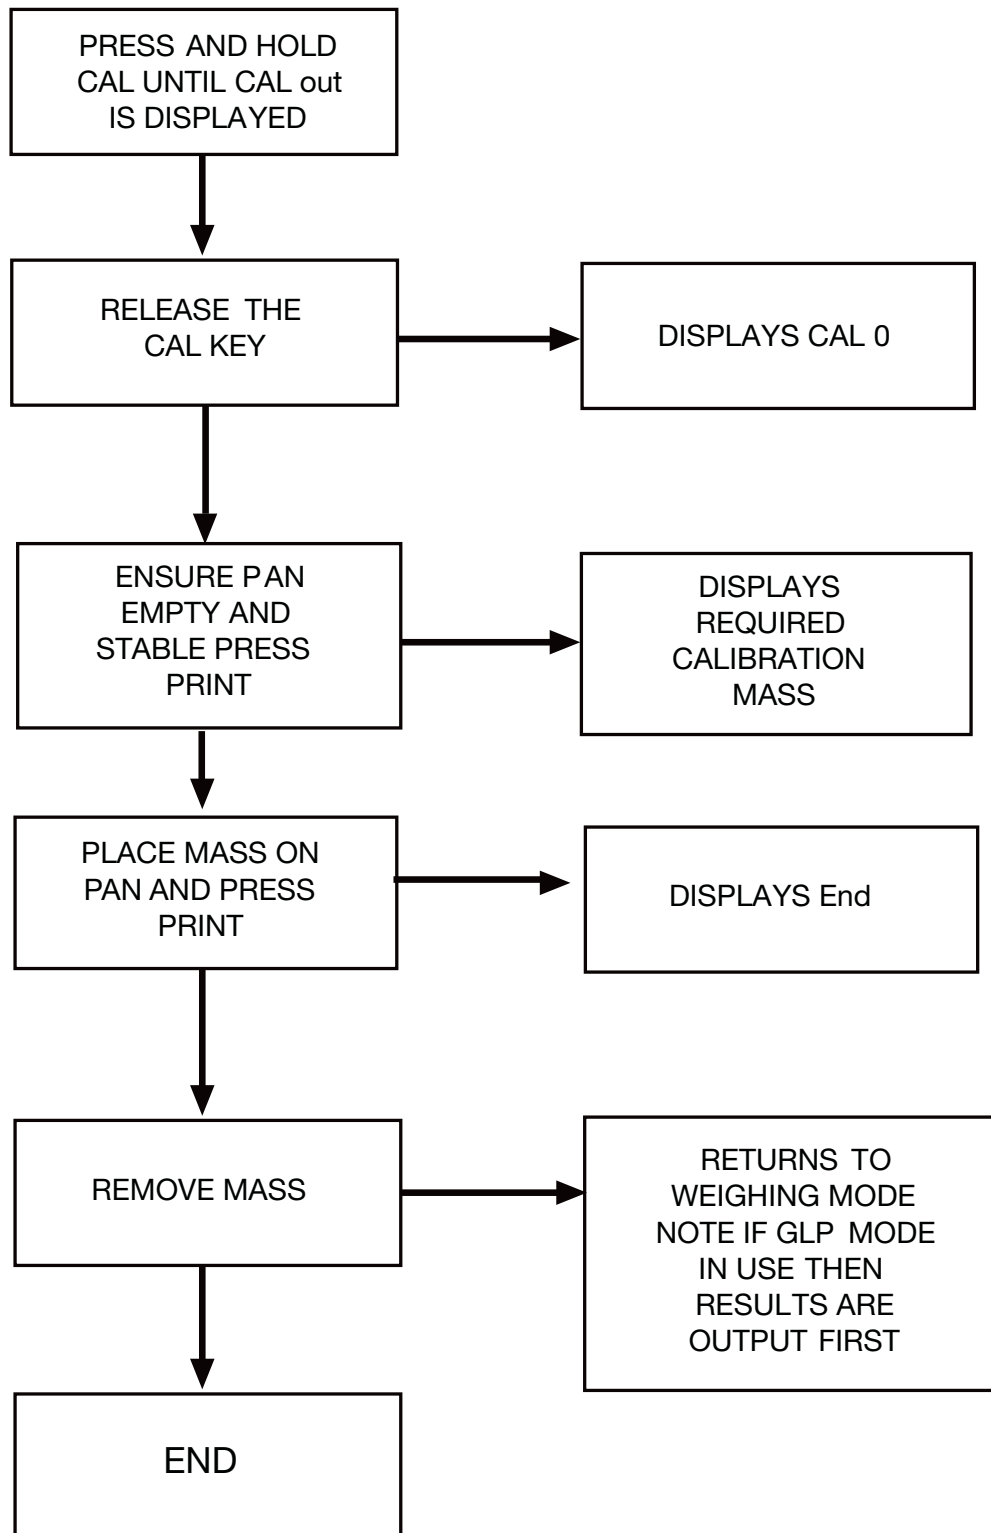 PRESS AND HOLD
CAL UNTIL CAL out
IS DISPLAYED
RELEASE THE
CAL KEY
DISPLAYS CAL 0
ENSURE PAN
EMPTY AND
STABLE PRESS
PRINT
DISPLAYS
REQUIRED
CALIBRATION
MASS
PLACE MASS ON
PAN AND PRESS
PRINT
DISPLAYS End
REMOVE MASS
RETURNS TO
WEIGHING MODE
NOTE IF GLP MODE
IN USE THEN
RESULTS ARE
OUTPUT FIRST
END